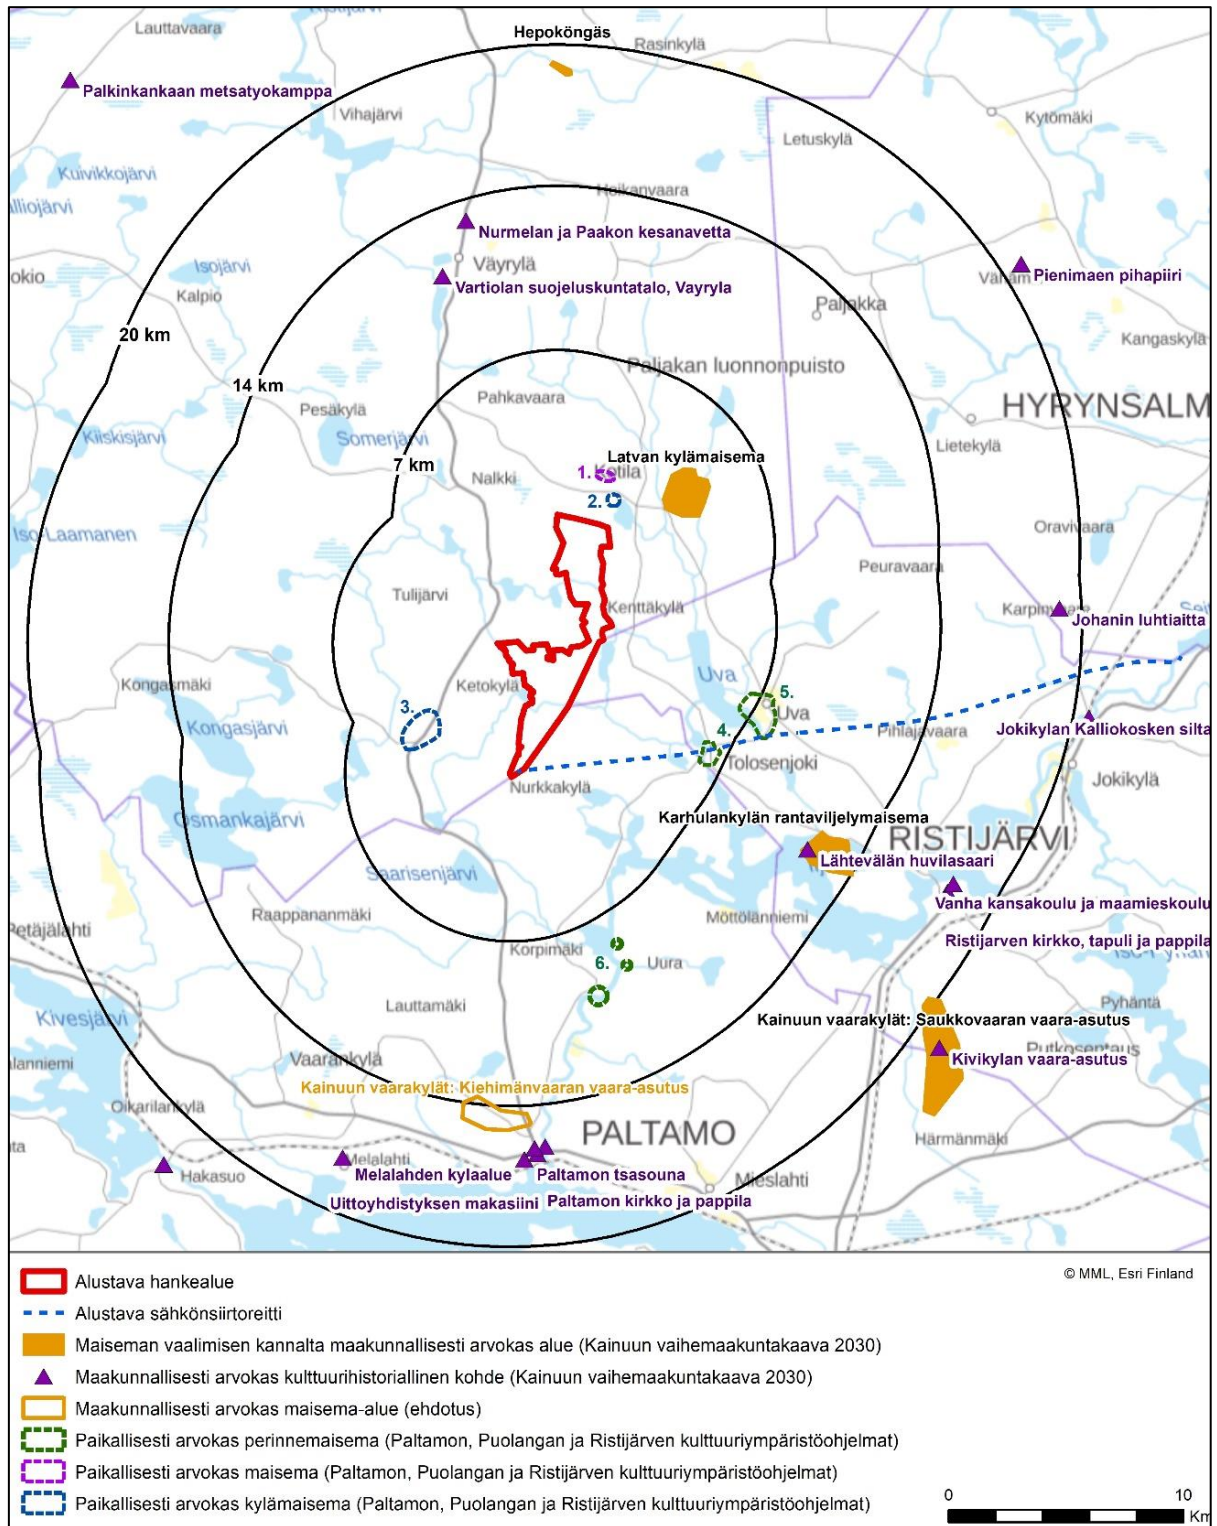 Lauttavaara
Ristijärvi
Hepoköngäs
Rasinkylä
Palkinkankaan metsatyokamppa
Vihajärvi
Kytömäki
Letuskylä
Kuivikkojärvi
Hoikanvaara
Nurmelan ja Paakon kesanavetta
Väyrylä
Isojärvi
okio
Kalpio
Pienimaen pihapiiri
Vartiolan suojeluskuntatalo, Vayryla
Paljakka
20 km
Kangaskylä
14 km
Paljakan luonnonpuisto
Pahkavaara
Pesäkylä
HYRYNSALM
Kiiskisjärvi
Somerjärvi
Lietekylä
7 km
Latvan kylämaisema
Nalkki
1.
Kotila
2.
Iso-Laamanen
Oravivaara
Peuravaara
Tulijärvi
Kenttäkylä
Johanin luhtiaitta
Kongasmäki
Ketokylä
Uva
5.
3.
Uva
Kongasjärvi
4.
Pihlajavaara
Jokikylan Kalliokosken silta
Tolosenjoki
Jokikylä
Nurkkakylä
Osmankajärvi
Karhulankylän rantaviljelymaisema
RISTIJÄRVI
Lähtevälän huvilasaari
Saarisenjärvi
Vanha kansakoulu ja maamieskoulu
Raappananmäki
Möttölänniemi
Petäjälahti
Korpimäki
Ristijarven kirkko, tapuli ja pappila
6.
Uura
Lauttamäki
Pyhäntä
Kivesjärvi
Kainuun vaarakylät: Saukkovaaran vaara-asutus
Vaarankylä
Kivikylan vaara-asutus
Kainuun vaarakylät: Kiehimänvaaran vaara-asutus
Oikarilankylä
PALTAMO
Härmänmäki
Melalahti
Melalahden kylaalue
Paltamon tsasouna
Hakasuo
Mieslahti
Uittoyhdistyksen makasiini
Paltamon kirkko ja pappila
© MML, Esri Finland
Alustava hankealue
Alustava sähkönsiirtoreitti
Maiseman vaalimisen kannalta maakunnallisesti arvokas alue (Kainuun vaihemaakuntakaava 2030)
Maakunnallisesti arvokas kulttuurihistoriallinen kohde (Kainuun vaihemaakuntakaava 2030)
Maakunnallisesti arvokas maisema-alue (ehdotus)
Paikallisesti arvokas perinnemaisema (Paltamon, Puolangan ja Ristijärven kulttuuriympäristöohjelmat)
Paikallisesti arvokas maisema (Paltamon, Puolangan ja Ristijärven kulttuuriympäristöohjelmat)
Paikallisesti arvokas kylämaisema (Paltamon, Puolangan ja Ristijärven kulttuuriympäristöohjelmat)
0 10
Km